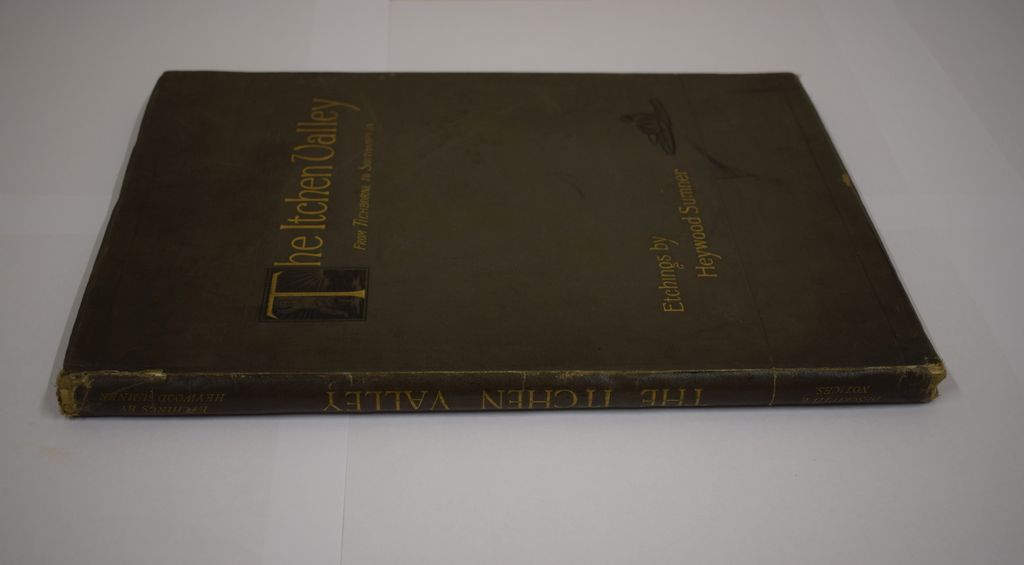 The Itchen Valley
FROM TICHBORNE TO SOUTHAMPTON
Etchings by
Heywood Sumner
ETCHINGS BY
HEYWOOD SUMNER
THE ITCHEN VALLEY
DESCRIPTIVE
NOTICES